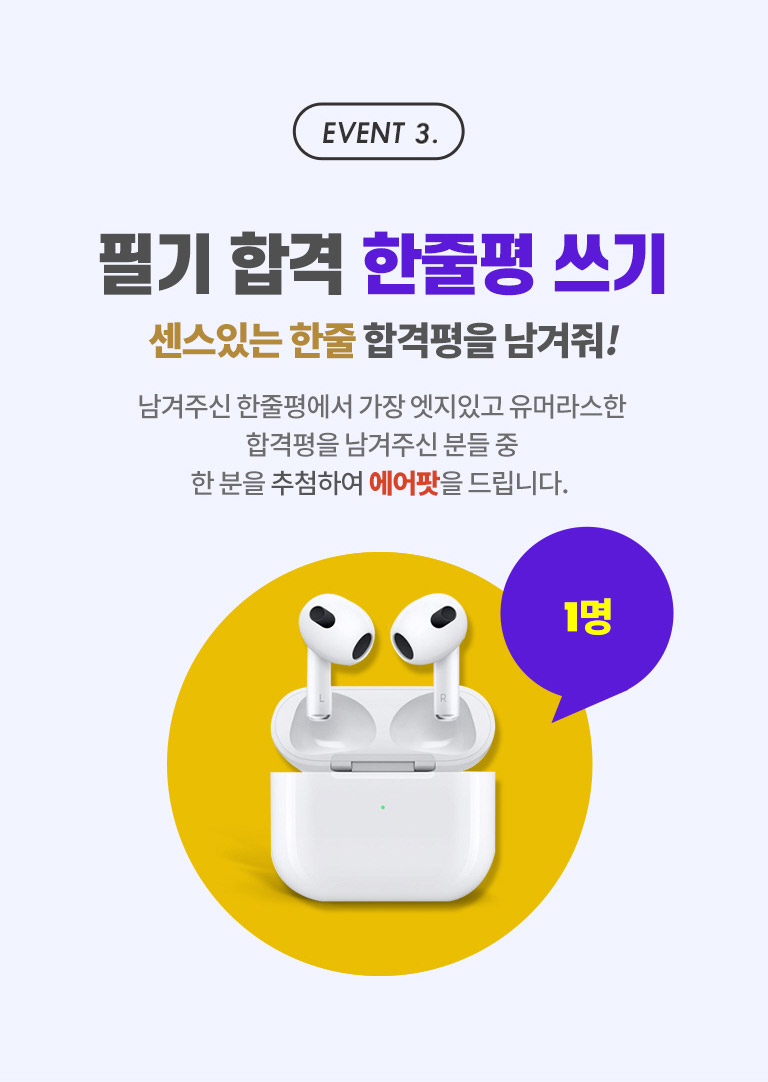 EVENT 3.
필기 합격 한줄평 쓰기
센스있는 한줄 합격평을 남겨줘!
남겨주신 한줄평에서 가장 엣지있고 유머라스한
합격평을 남겨주신 분들 중
한 분을 추첨하여 에어팟을 드립니다.
1명
L
R